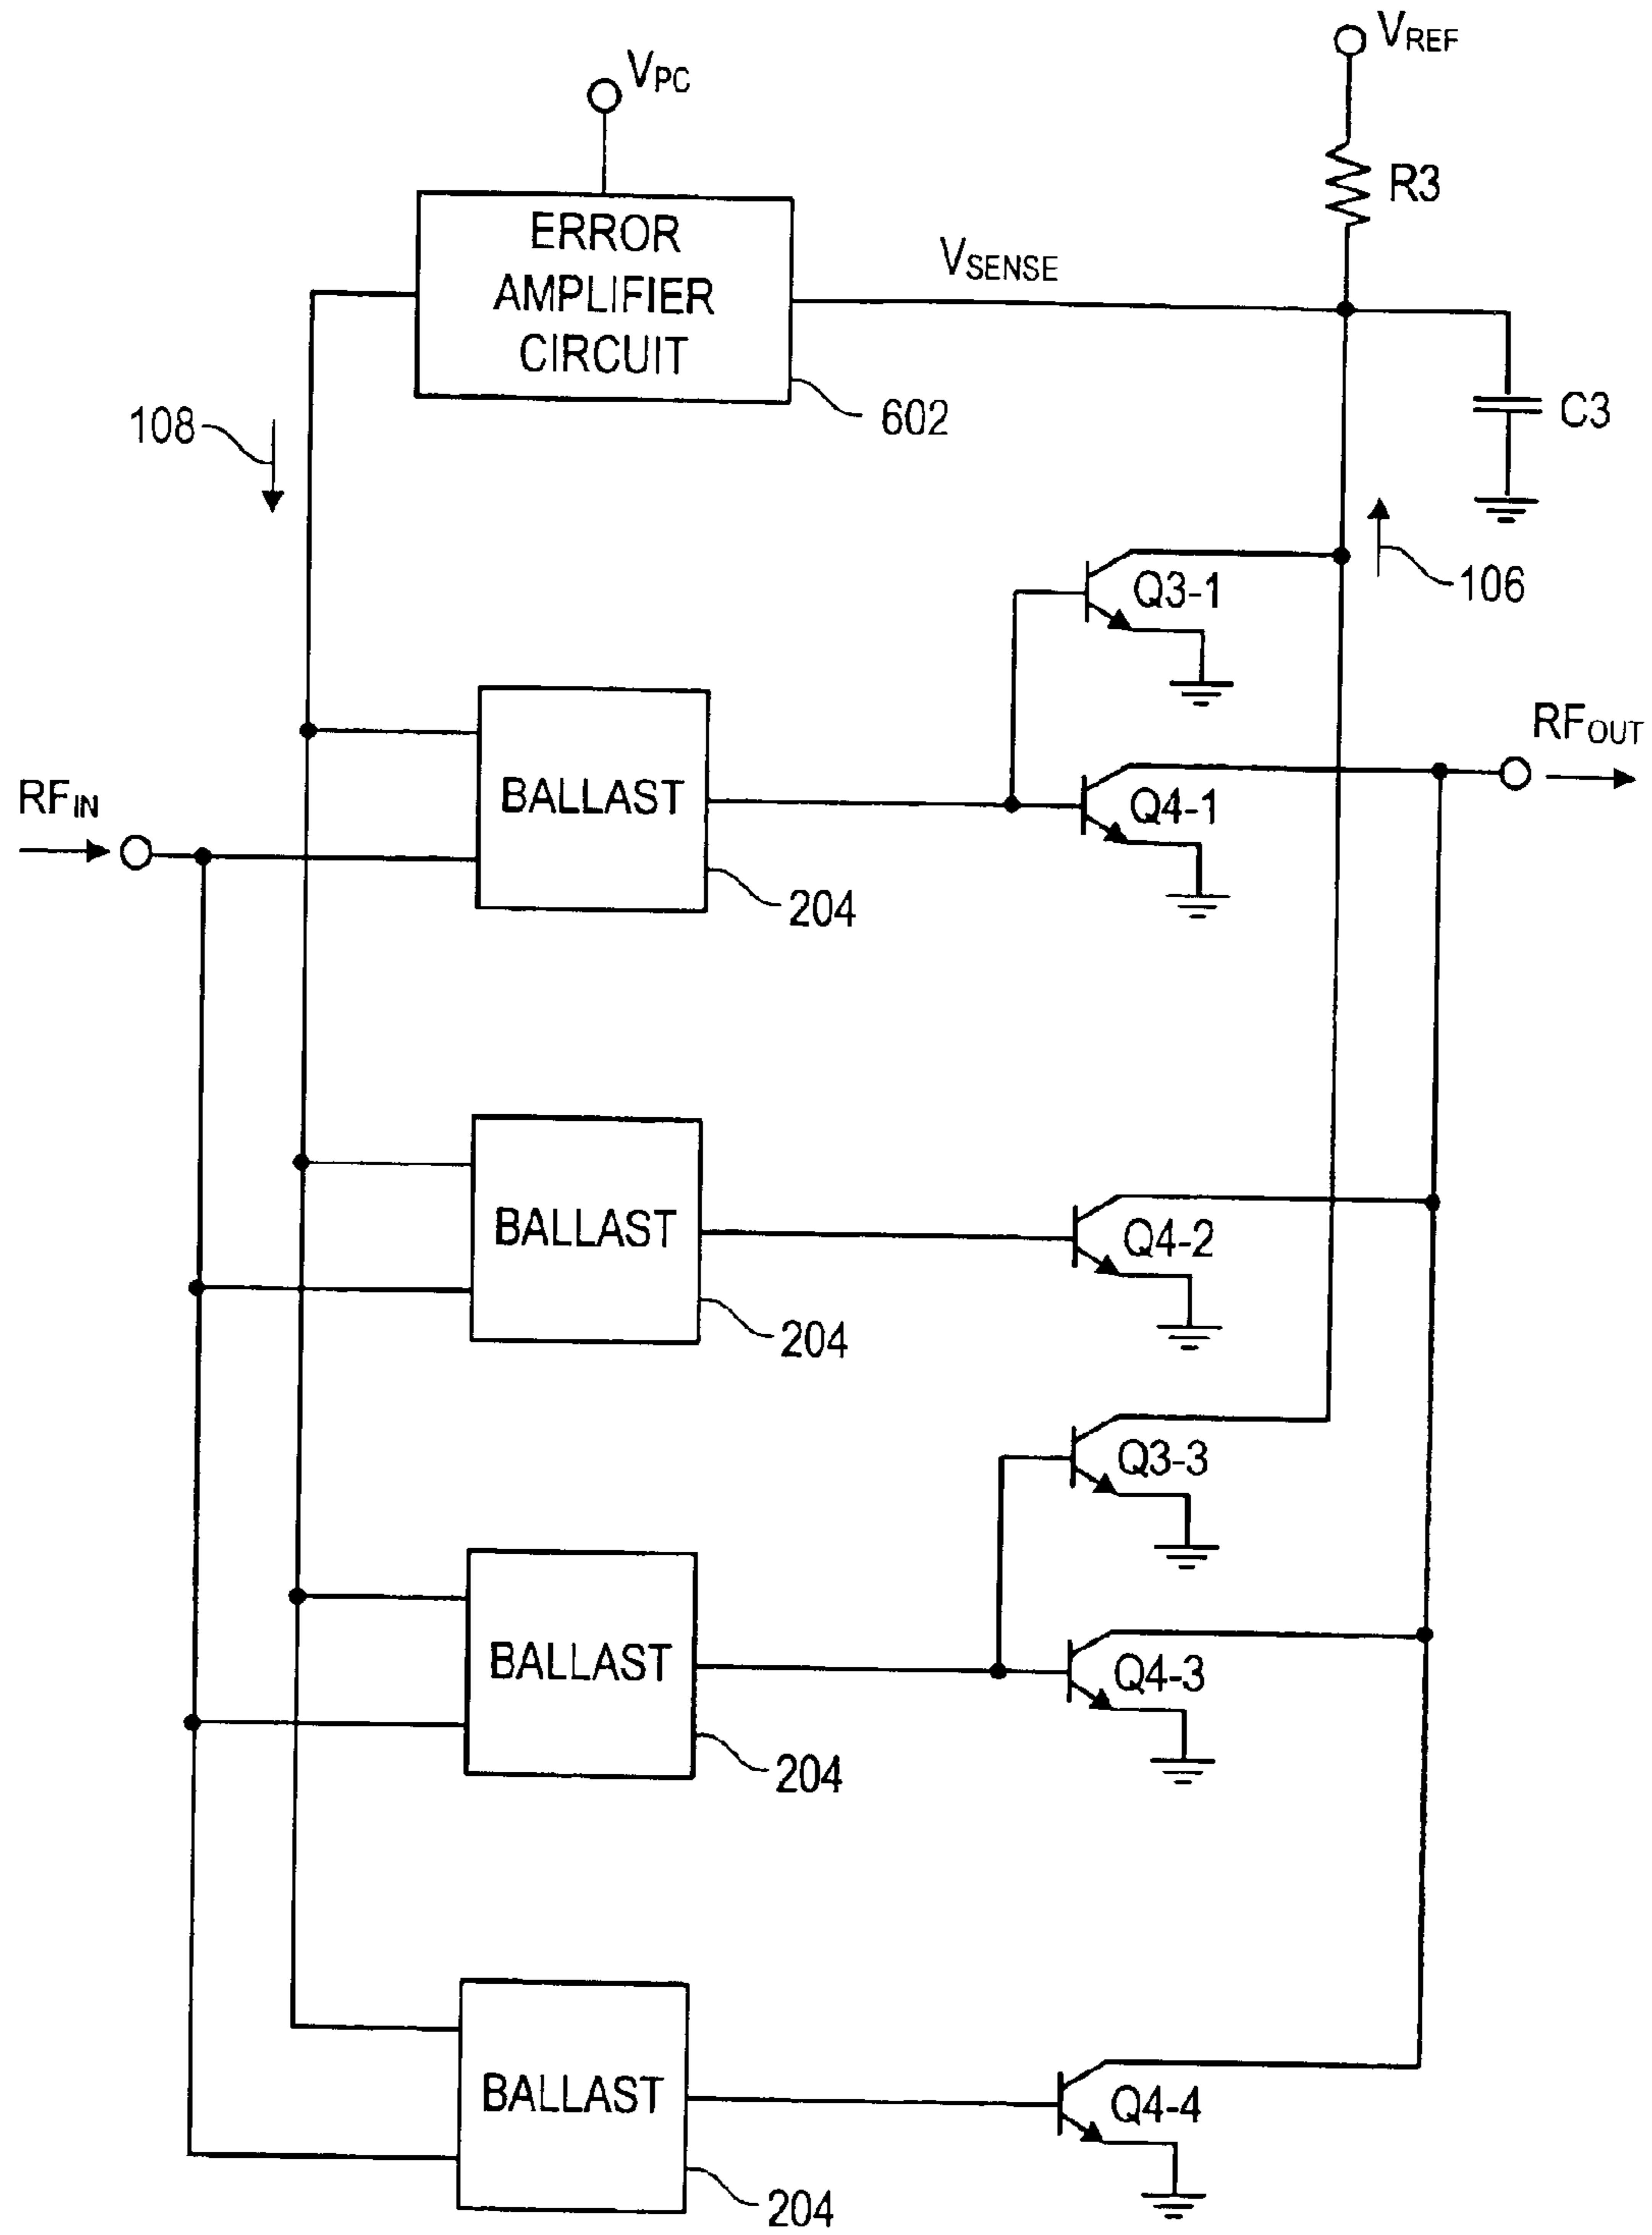 VREF
VPC
R3
ERROR
AMPLIFIER
CIRCUIT
VSENSE
602
C3
108
106
Q3-1
RFOUT
BALLAST
Q4-1
RFIN
204
BALLAST
Q4-2
204
Q3-3
BALLAST
Q4-3
204
BALLAST
Q4-4
204